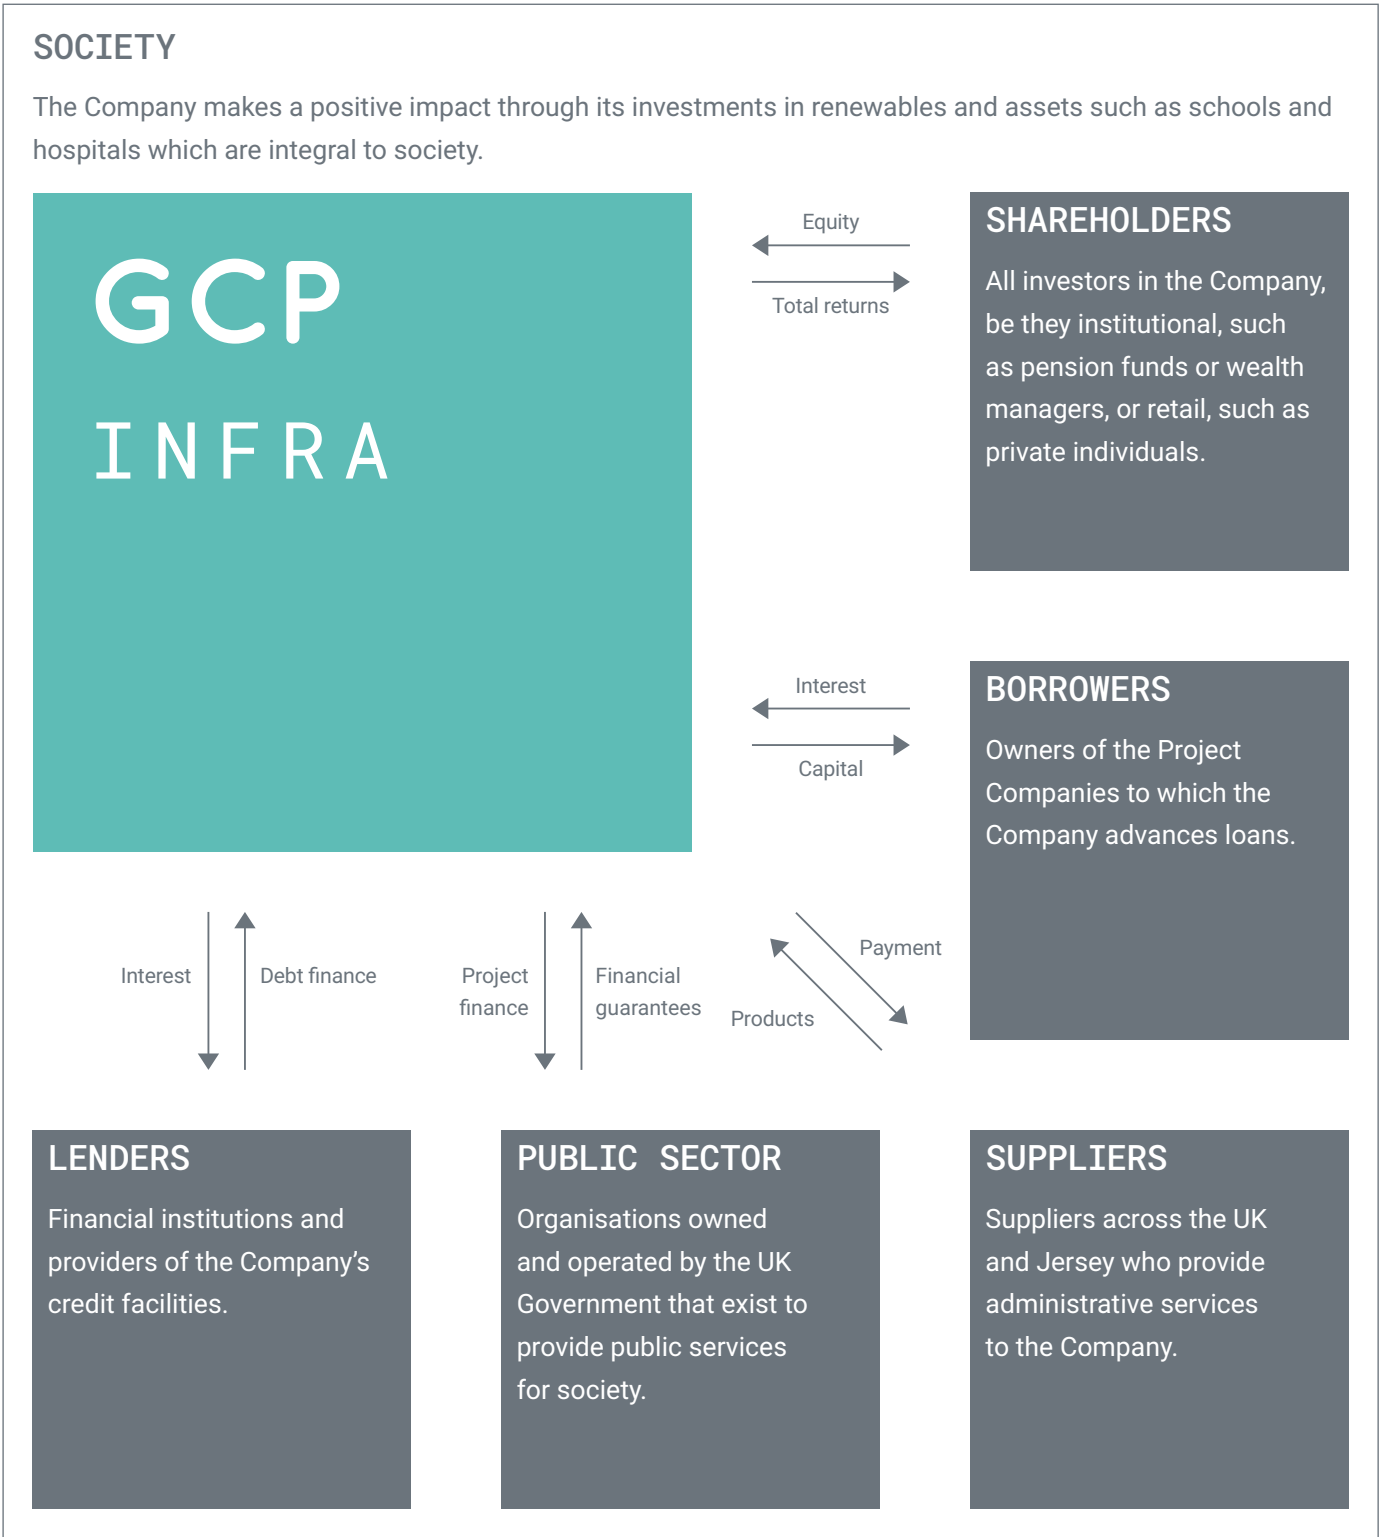 SOCIETY
The Company makes a positive impact through its investments in renewables and assets such as schools and
hospitals which are integral to society.
GCP
INFRA
Equity
Total returns
SHAREHOLDERS
All investors in the Company,
be they institutional, such
as pension funds or wealth
managers, or retail, such as
private individuals.
Interest
Capital
BORROWERS
Owners of the Project
Companies to which the
Company advances loans.
Interest
Debt finance
Project
finance
Financial
guarantees
Payment
Products
LENDERS
Financial institutions and
providers of the Company’s
credit facilities.
PUBLIC SECTOR
Organisations owned
and operated by the UK
Government that exist to
provide public services
for society.
SUPPLIERS
Suppliers across the UK
and Jersey who provide
administrative services
to the Company.